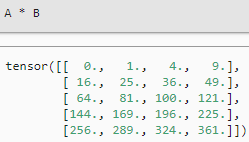 A * B
tensor([[  0.,   1.,   4.,   9.],
        [ 16.,  25.,  36.,  49.],
        [ 64.,  81., 100., 121.],
        [144., 169., 196., 225.],
        [256., 289., 324., 361.]])